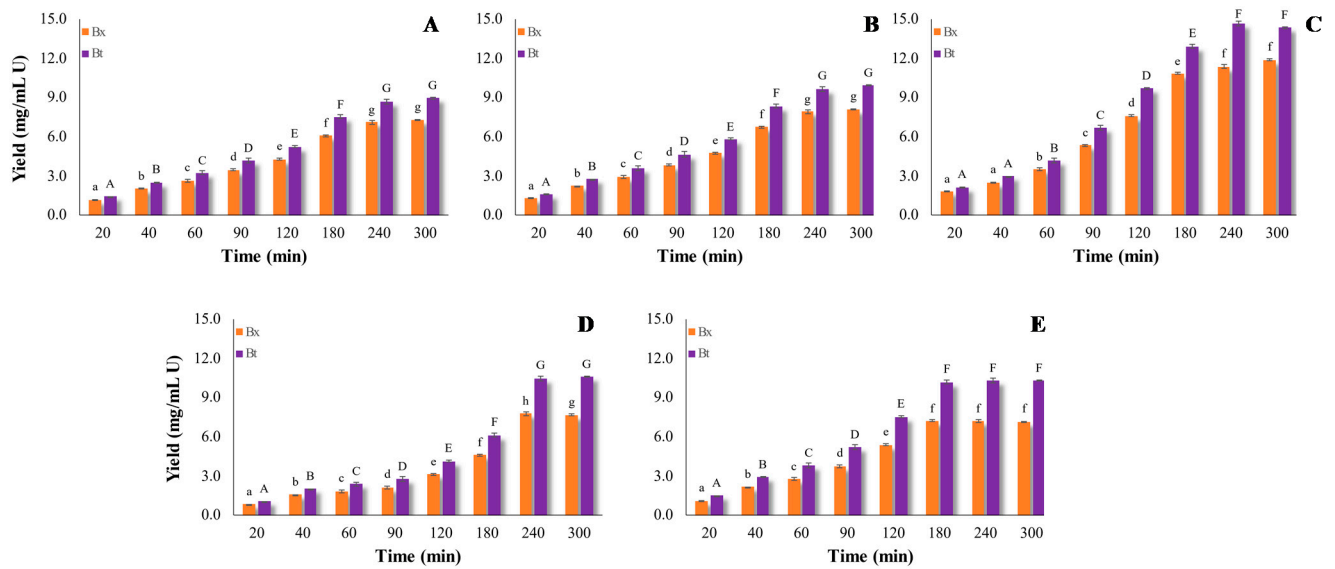 A
Yield (mg/mL U)
15.0
12.0
9.0
6.0
3.0
0.0
Bx
Bt
a A b B c C d D e E f F g G g G
20 40 60 90 120 180 240 300
Time (min)
B
15.0
12.0
9.0
6.0
3.0
0.0
Bx
Bt
a A b B c C d D e E f F g G g G
20 40 60 90 120 180 240 300
Time (min)
C
15.0
12.0
9.0
6.0
3.0
0.0
Bx
Bt
a A a A b B c C d D e E f F f F
20 40 60 90 120 180 240 300
Time (min)
D
Yield (mg/mL U)
15.0
12.0
9.0
6.0
3.0
0.0
Bx
Bt
a A b B c C d D e E f F h G g G
20 40 60 90 120 180 240 300
Time (min)
E
15.0
12.0
9.0
6.0
3.0
0.0
Bx
Bt
a A b B c C d D e E f F f F f F
20 40 60 90 120 180 240 300
Time (min)